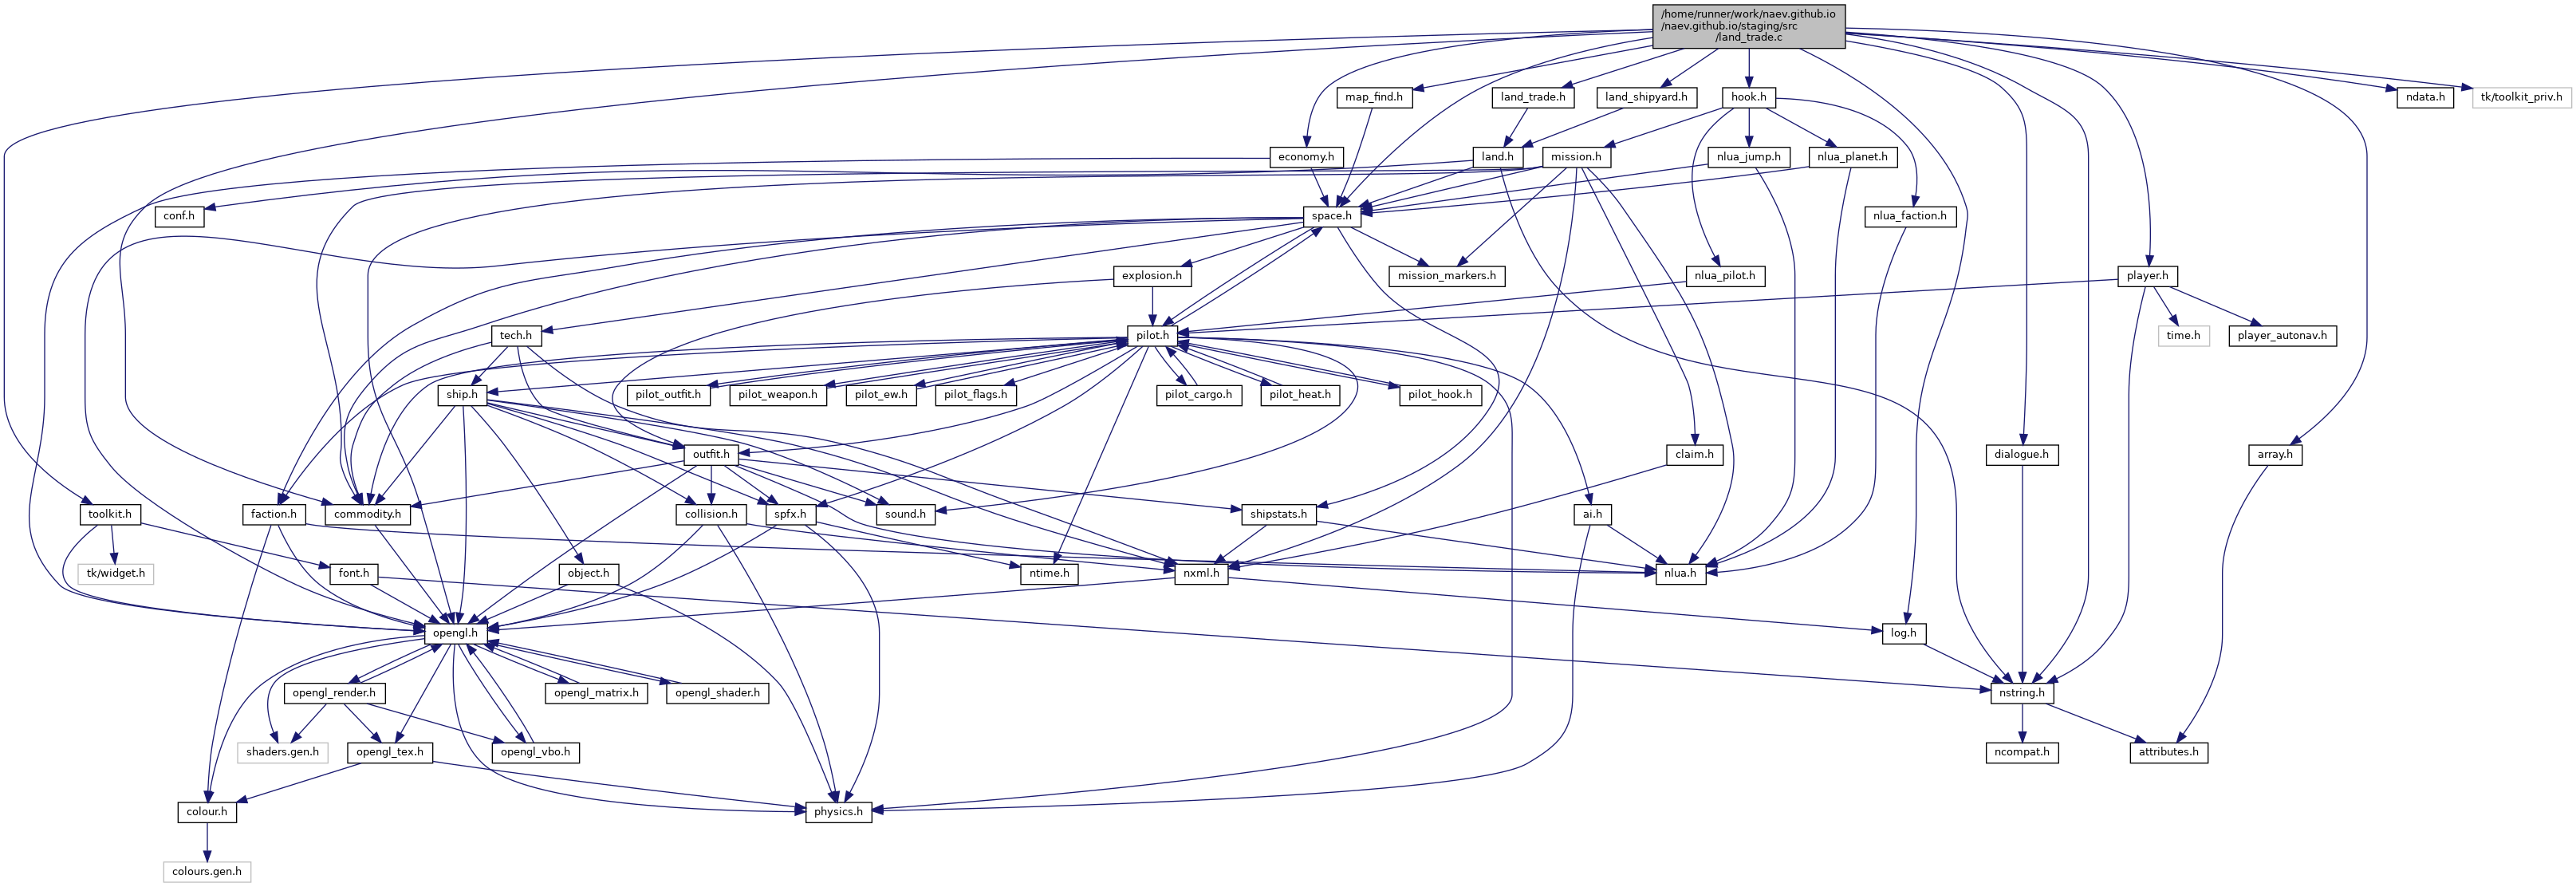 /home/runner/work/naev.github.io
/naev.github.io/staging/src
/land_trade.c
map_find.h
land_trade.h
land_shipyard.h
hook.h
ndata.h
tk/toolkit_priv.h
economy.h
land.h
mission.h
nlua_jump.h
nlua_planet.h
conf.h
space.h
nlua_faction.h
explosion.h
mission_markers.h
nlua_pilot.h
player.h
tech.h
pilot.h
time.h
player_autonav.h
ship.h
pilot_outfit.h
pilot_weapon.h
pilot_ew.h
pilot_flags.h
pilot_cargo.h
pilot_heat.h
pilot_hook.h
outfit.h
claim.h
dialogue.h
array.h
toolkit.h
faction.h
commodity.h
collision.h
spfx.h
sound.h
shipstats.h
ai.h
tk/widget.h
font.h
object.h
ntime.h
nxml.h
nlua.h
opengl.h
log.h
opengl_render.h
opengl_matrix.h
opengl_shader.h
nstring.h
shaders.gen.h
opengl_tex.h
opengl_vbo.h
ncompat.h
attributes.h
colour.h
physics.h
colours.gen.h